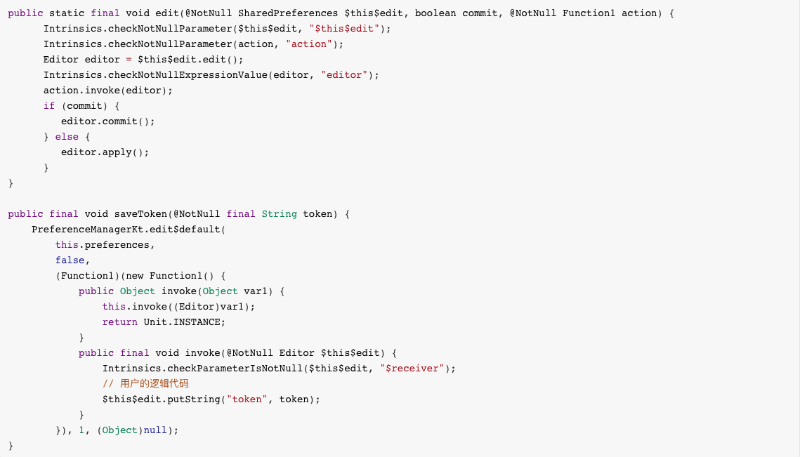 public static final void edit(@NotNull SharedPreferences $this$edit, boolean commit, @NotNull Function1 action) {
      Intrinsics.checkNotNullParameter($this$edit, "$this$edit");
      Intrinsics.checkNotNullParameter(action, "action");
      Editor editor = $this$edit.edit();
      Intrinsics.checkNotNullExpressionValue(editor, "editor");
      action.invoke(editor);
      if (commit) {
         editor.commit();
      } else {
         editor.apply();
      }
}

public final void saveToken(@NotNull final String token) {
    PreferenceManagerKt.edit$default(
        this.preferences,
        false,
        (Function1)(new Function1() {
            public Object invoke(Object var1) {
                this.invoke((Editor)var1);
                return Unit.INSTANCE;
            }
            public final void invoke(@NotNull Editor $this$edit) {
                Intrinsics.checkParameterIsNotNull($this$edit, "$receiver");
                // 用户的逻辑代码
                $this$edit.putString("token", token);
            }
        }), 1, (Object)null);
}